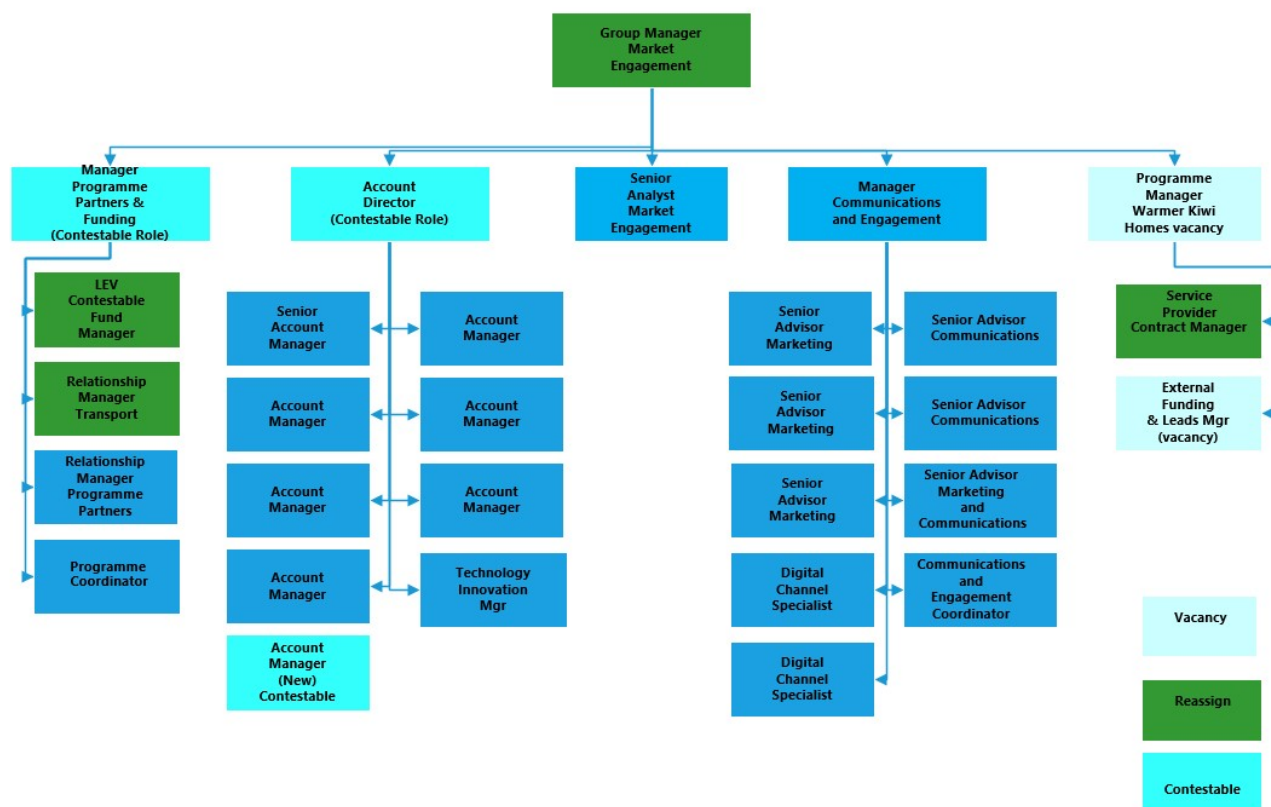 Group Manager
Market
Engagement
Manager
Programme
Partners &
Funding
(Contestable Role)
Account
Director
(Contestable Role)
Senior
Analyst
Market
Engagement
Manager
Communications
and Engagement
Programme
Manager
Warmer Kiwi
Homes vacancy
LEV
Contestable
Fund
Manager
Relationship
Manager
Transport
Relationship
Manager
Programme
Partners
Programme
Coordinator
Senior
Account
Manager
Account
Manager
Account
Manager
Account
Manager
Account
Manager
Account
Manager
Account
Manager
Technology
Innovation
Mgr
Account
Manager
(New)
Contestable
Senior
Advisor
Marketing
Senior Advisor
Communications
Senior
Advisor
Marketing
Senior Advisor
Communications
Senior
Advisor
Marketing
Senior Advisor
Marketing
and
Communications
Digital
Channel
Specialist
Communications
and
Engagement
Coordinator
Digital
Channel
Specialist
Service
Provider
Contract Manager
External
Funding
& Leads Mgr
(vacancy)
Vacancy
Reassign
Contestable